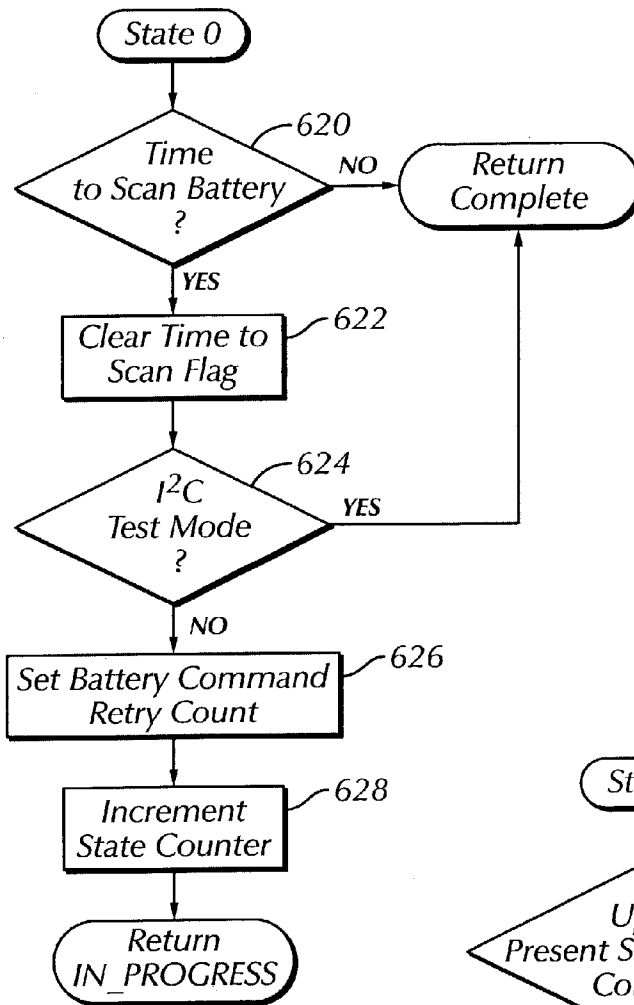 State 0
620
Time
to Scan Battery
?
NO
Return
Complete
YES
622
Clear Time to
Scan Flag
624
I²C
Test Mode
?
YES
NO
626
Set Battery Command
Retry Count
628
Increment
State Counter
Return
IN_PROGRESS
Present